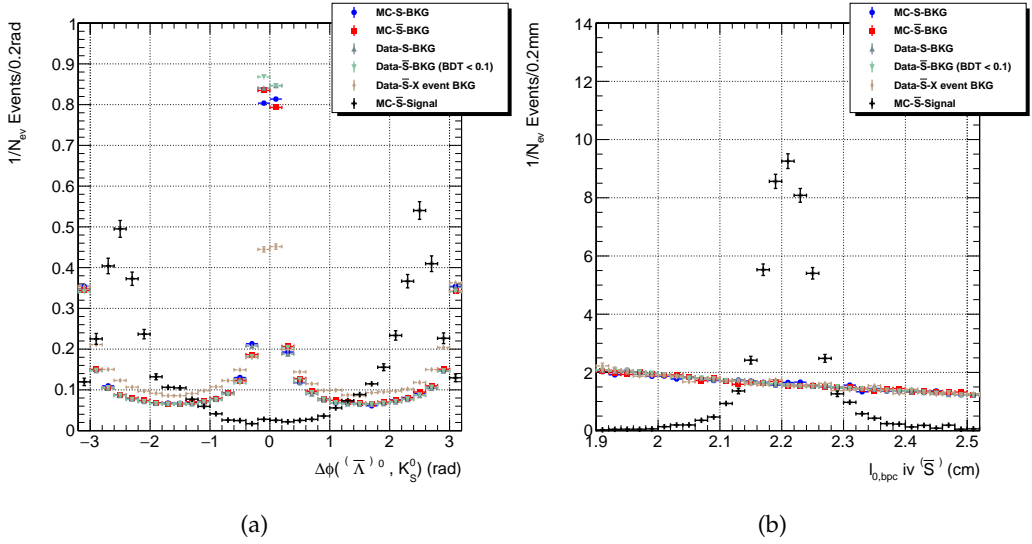 1/N_ev Events/0.2rad
1
0.9
0.8
0.7
0.6
0.5
0.4
0.3
0.2
0.1
0
−3 −2 −1 0 1 2 3
Δϕ( ⁽Λ̅⁾ ⁰ , K_S^0) (rad)
MC-S-BKG
MC-S̅-BKG
Data-S-BKG
Data-S̅-BKG (BDT < 0.1)
Data-S̅-X event BKG
MC-S̅-Signal
(a)
1/N_ev Events/0.2mm
14
12
10
8
6
4
2
0
1.9 2 2.1 2.2 2.3 2.4 2.5
l_0,bpc iv ⁽S̅⁾ (cm)
MC-S-BKG
MC-S̅-BKG
Data-S-BKG
Data-S̅-BKG (BDT < 0.1)
Data-S̅-X event BKG
MC-S̅-Signal
(b)